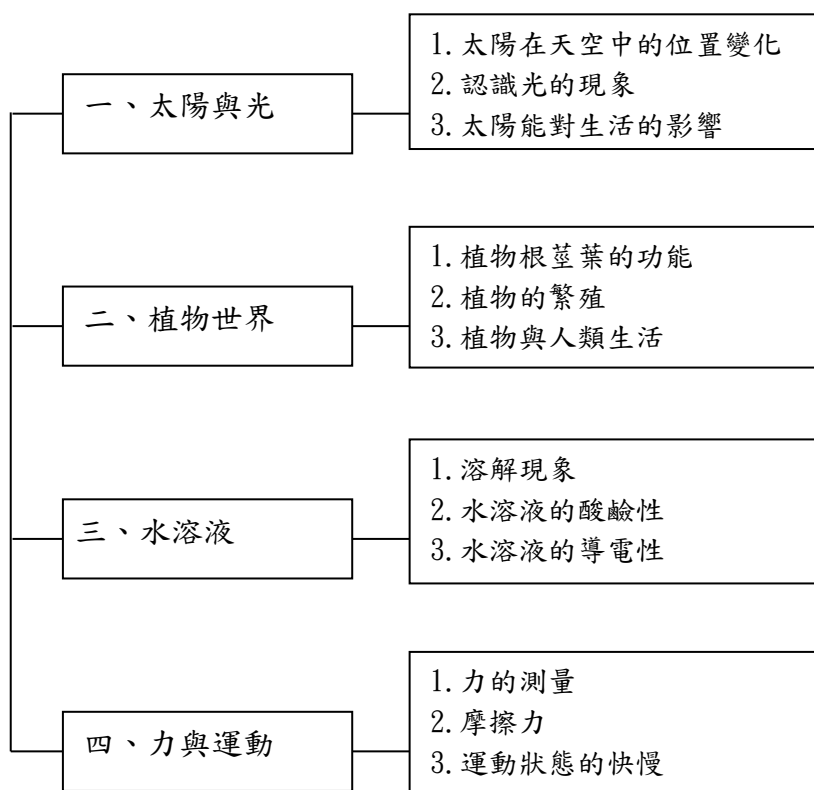 一、太陽與光
1.太陽在天空中的位置變化
2.認識光的現象
3.太陽能對生活的影響
二、植物世界
1.植物根莖葉的功能
2.植物的繁殖
3.植物與人類生活
三、水溶液
1.溶解現象
2.水溶液的酸鹼性
3.水溶液的導電性
四、力與運動
1.力的測量
2.摩擦力
3.運動狀態的快慢